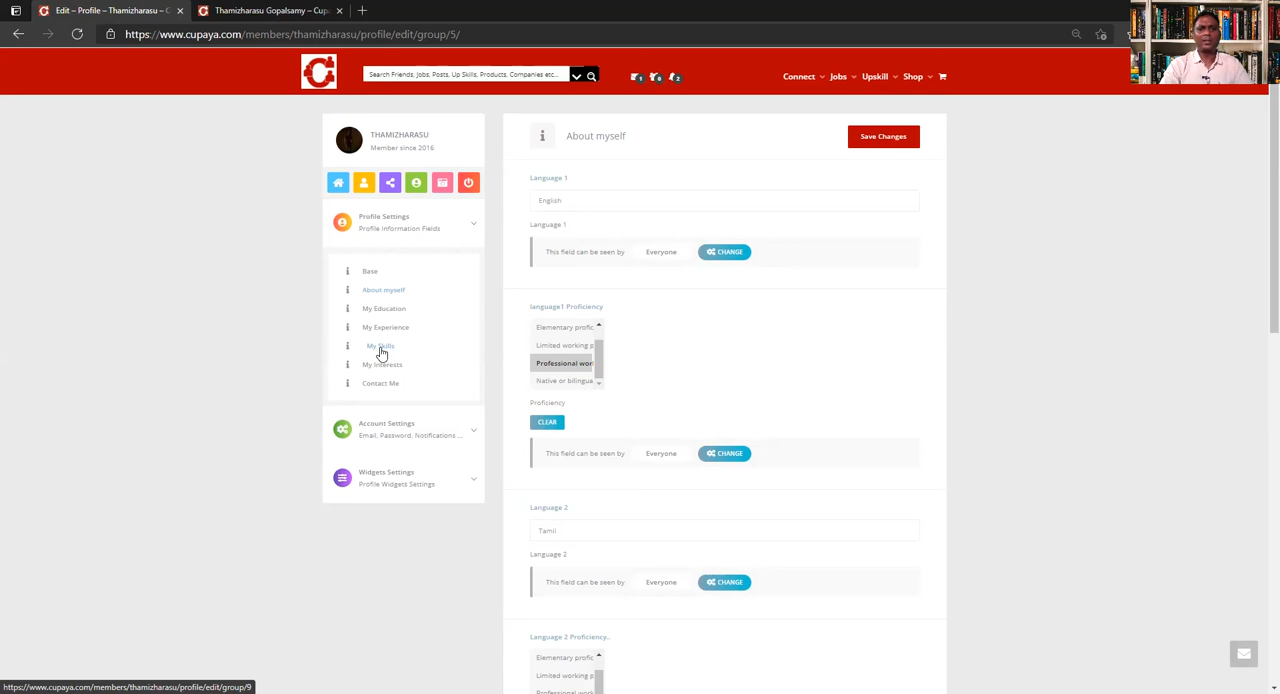 Edit – Profile – Thamizharasu – C
Thamizharasu Gopalsamy – Cup
https://www.cupaya.com/members/thamizharasu/profile/edit/group/5/
Search Friends, Jobs, Posts, Up Skills, Products, Companies etc...
1
0
2
Connect
Jobs
Upskill
Shop
THAMIZHARASU
Member since 2016
Profile Settings
Profile Information Fields
Base
About myself
My Education
My Experience
My Skills
My Interests
Contact Me
Account Settings
Email, Password, Notifications ...
Widgets Settings
Profile Widgets Settings
About myself
Save Changes
Language 1
English
Language 1
This field can be seen by Everyone CHANGE
language1 Proficiency
Elementary profic
Limited working p
Professional wor
Native or bilingua
Proficiency
CLEAR
This field can be seen by Everyone CHANGE
Language 2
Tamil
Language 2
This field can be seen by Everyone CHANGE
Language 2 Proficiency..
Elementary profic
Limited working p
Professional wor
https://www.cupaya.com/members/thamizharasu/profile/edit/group/9